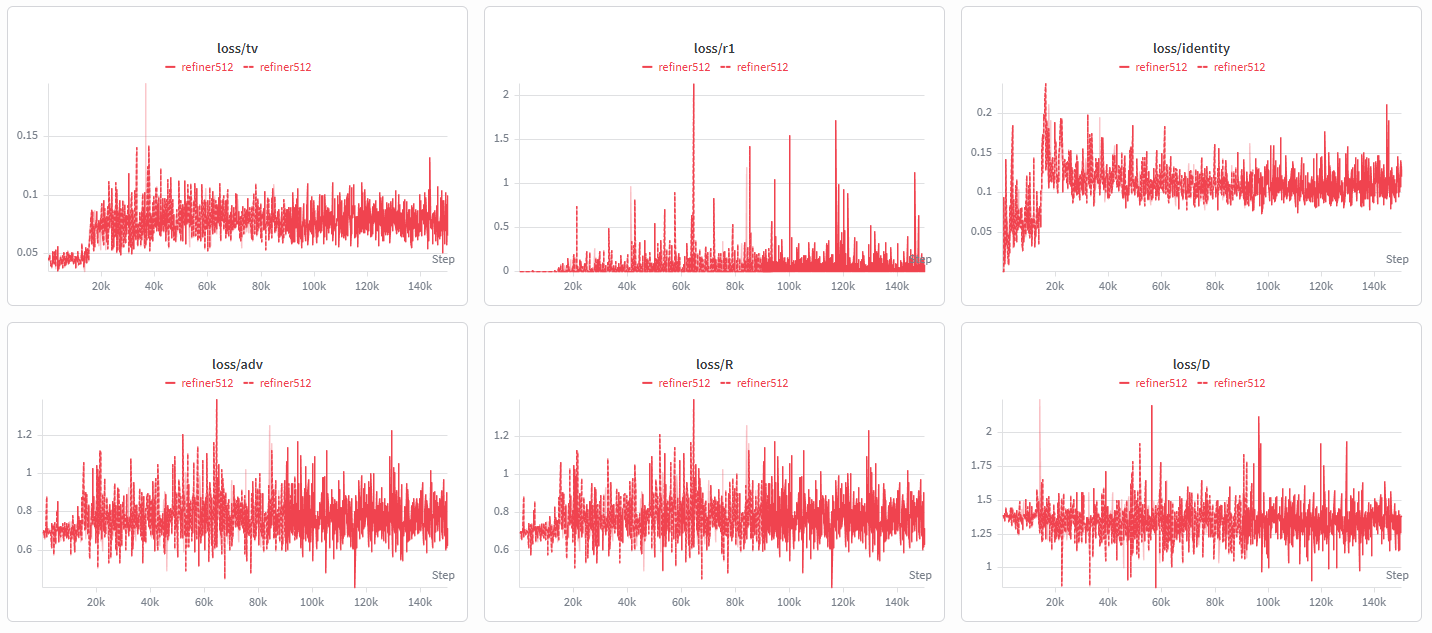 loss/tv
refiner512 refiner512
0.15
0.1
0.05
Step
20k 40k 60k 80k 100k 120k 140k
loss/r1
refiner512 refiner512
2
1.5
1
0.5
0
Step
20k 40k 60k 80k 100k 120k 140k
loss/identity
refiner512 refiner512
0.2
0.15
0.1
0.05
Step
20k 40k 60k 80k 100k 120k 140k
loss/adv
refiner512 refiner512
1.2
1
0.8
0.6
Step
20k 40k 60k 80k 100k 120k 140k
loss/R
refiner512 refiner512
1.2
1
0.8
0.6
Step
20k 40k 60k 80k 100k 120k 140k
loss/D
refiner512 refiner512
2
1.75
1.5
1.25
1
Step
20k 40k 60k 80k 100k 120k 140k